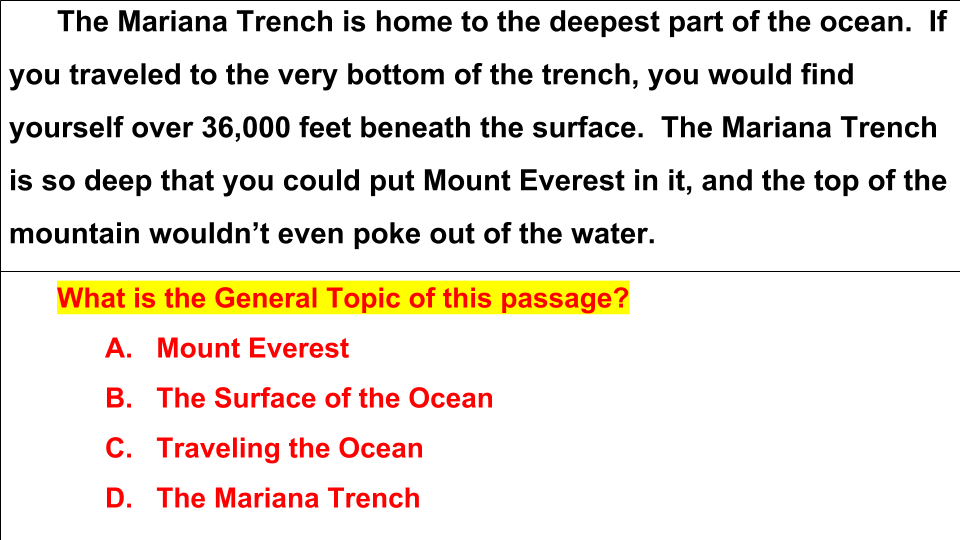 The Mariana Trench is home to the deepest part of the ocean.  If
you traveled to the very bottom of the trench, you would find
yourself over 36,000 feet beneath the surface.  The Mariana Trench
is so deep that you could put Mount Everest in it, and the top of the
mountain wouldn’t even poke out of the water.
What is the General Topic of this passage?
A. Mount Everest
B. The Surface of the Ocean
C. Traveling the Ocean
D. The Mariana Trench